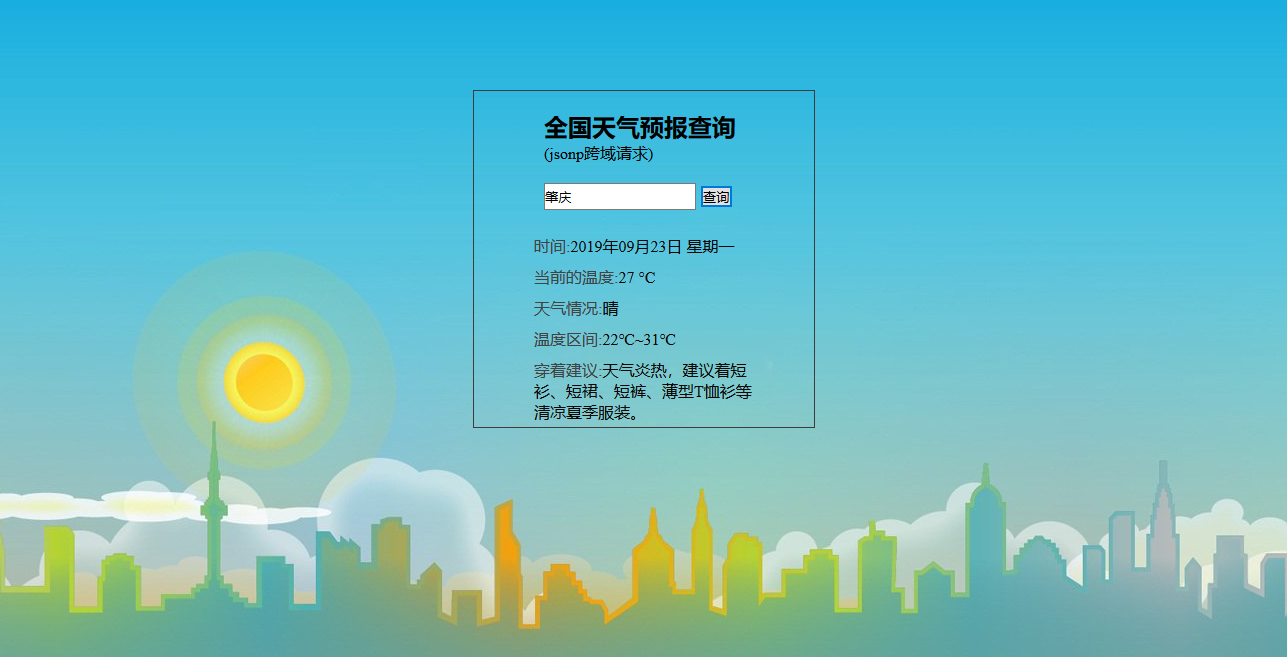 全国天气预报查询
(jsonp跨域请求)
肇庆 查询
时间:2019年09月23日 星期一
当前的温度:27 °C
天气情况:晴
温度区间:22℃~31℃
穿着建议:天气炎热，建议着短
衫、短裙、短裤、薄型T恤衫等
清凉夏季服装。